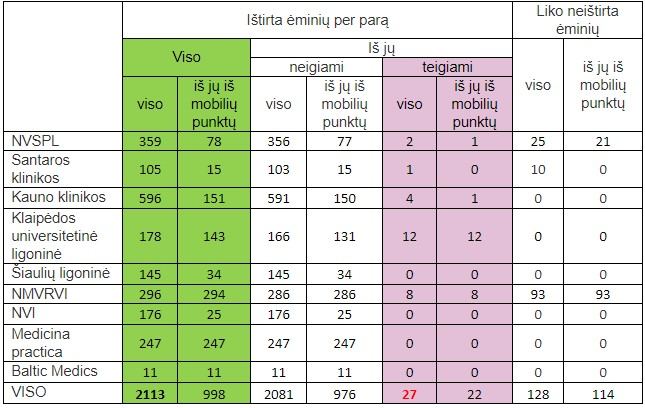 Ištirta ėminių per parą
Liko neištirta ėminių
Viso
Iš jų
neigiami
teigiami
viso
iš jų iš mobilių punktų
viso
iš jų iš mobilių punktų
viso
iš jų iš mobilių punktų
viso
iš jų iš mobilių punktų
NVSPL 359 78 356 77 2 1 25 21
Santaros klinikos 105 15 103 15 1 0 10 0
Kauno klinikos 596 151 591 150 4 1 0 0
Klaipėdos universitetinė ligoninė 178 143 166 131 12 12 0 0
Šiaulių ligoninė 145 34 145 34 0 0 0 0
NMVRVI 296 294 286 286 8 8 93 93
NVI 176 25 176 25 0 0 0 0
Medicina practica 247 247 247 247 0 0 0 0
Baltic Medics 11 11 11 11 0 0 0 0
VISO 2113 998 2081 976 27 22 128 114